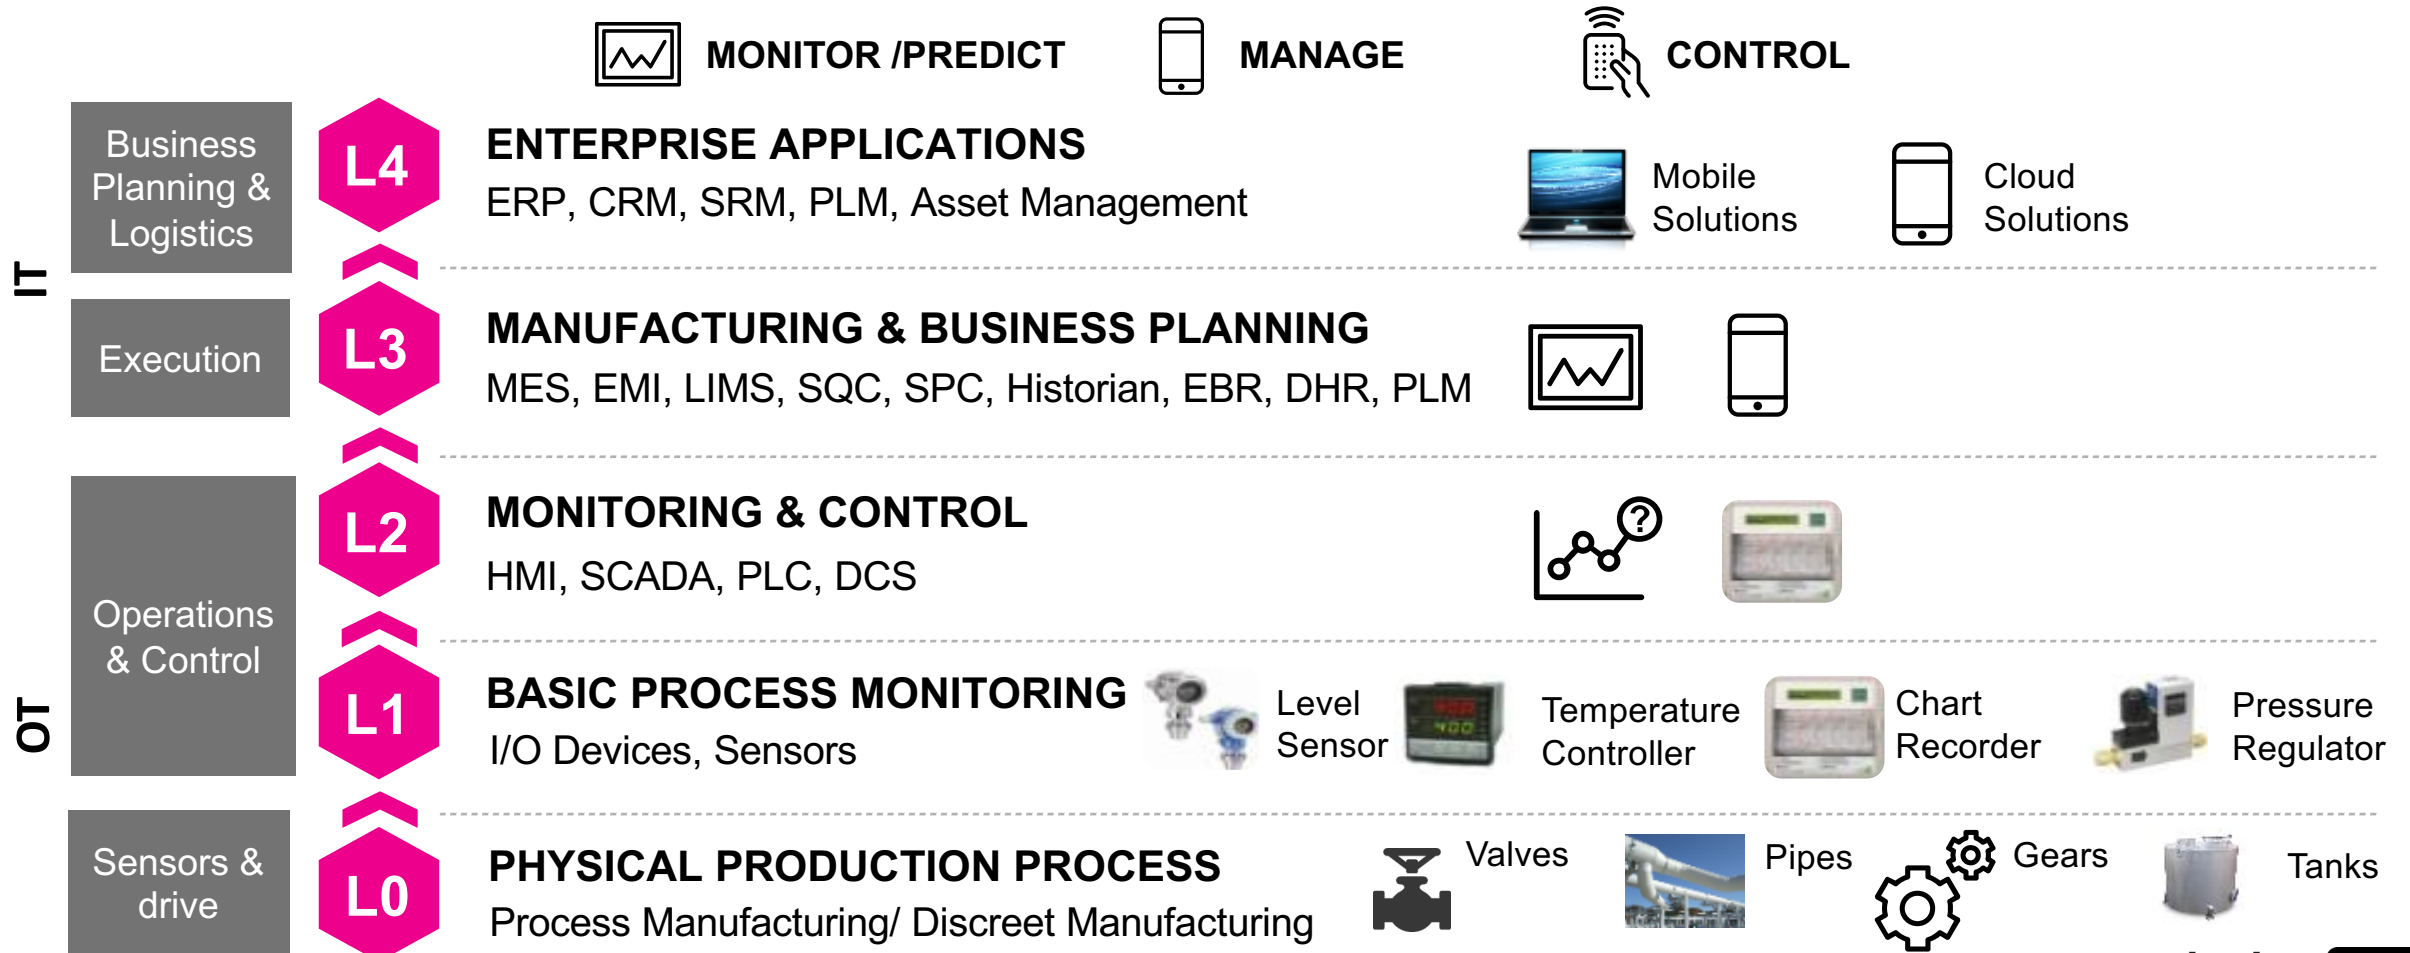 MONITOR /PREDICT
MANAGE
CONTROL
IT
Business
Planning &
Logistics
L4
ENTERPRISE APPLICATIONS
ERP, CRM, SRM, PLM, Asset Management
Mobile
Solutions
Cloud
Solutions
Execution
L3
MANUFACTURING & BUSINESS PLANNING
MES, EMI, LIMS, SQC, SPC, Historian, EBR, DHR, PLM
OT
Operations
& Control
L2
MONITORING & CONTROL
HMI, SCADA, PLC, DCS
?
L1
BASIC PROCESS MONITORING
I/O Devices, Sensors
Level
Sensor
400
Temperature
Controller
Chart
Recorder
Pressure
Regulator
Sensors &
drive
L0
PHYSICAL PRODUCTION PROCESS
Process Manufacturing/ Discreet Manufacturing
Valves
Pipes
Gears
Tanks